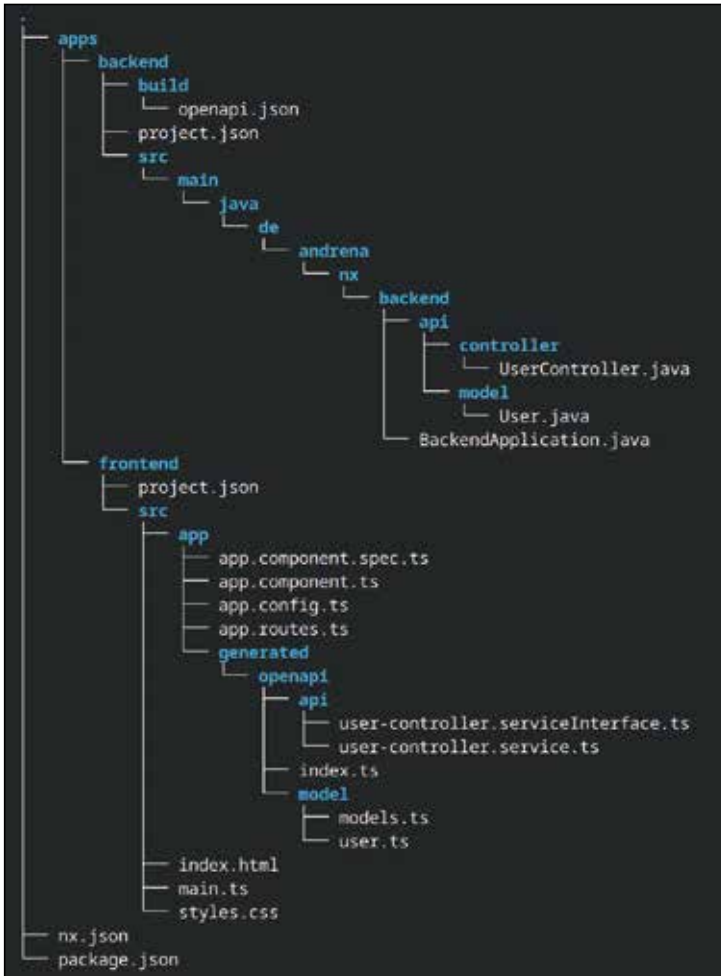 .
apps
backend
build
openapi.json
project.json
src
main
java
de
andrena
nx
backend
api
controller
UserController.java
model
User.java
BackendApplication.java
frontend
project.json
src
app
app.component.spec.ts
app.component.ts
app.config.ts
app.routes.ts
generated
openapi
api
user-controller.serviceInterface.ts
user-controller.service.ts
index.ts
model
models.ts
user.ts
index.html
main.ts
styles.css
nx.json
package.json